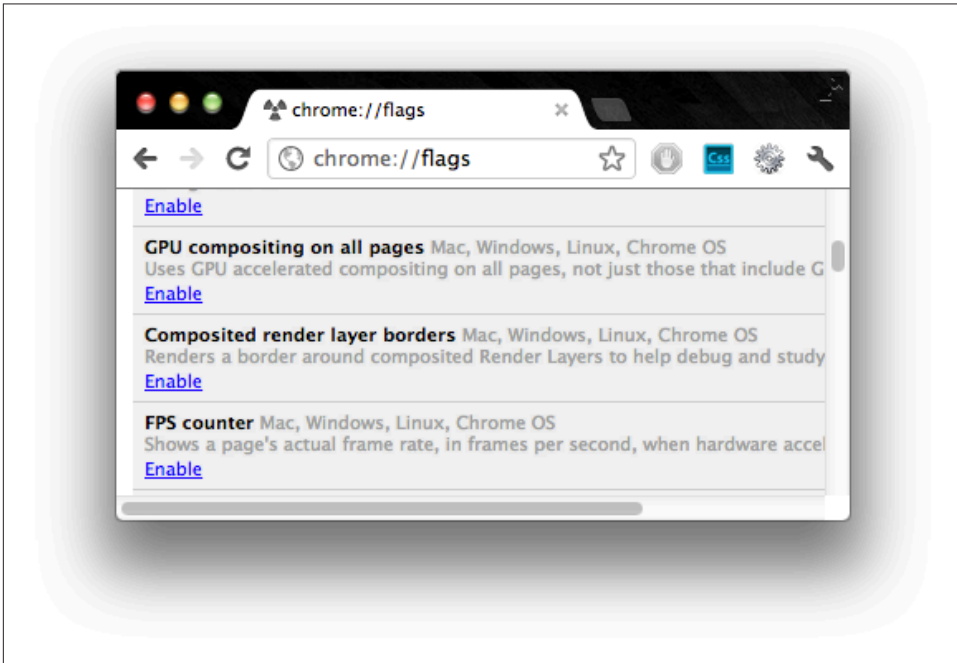 chrome://flags
chrome://flags
Css
Enable
GPU compositing on all pages Mac, Windows, Linux, Chrome OS
Uses GPU accelerated compositing on all pages, not just those that include G
Enable
Composited render layer borders Mac, Windows, Linux, Chrome OS
Renders a border around composited Render Layers to help debug and study
Enable
FPS counter Mac, Windows, Linux, Chrome OS
Shows a page's actual frame rate, in frames per second, when hardware accel
Enable